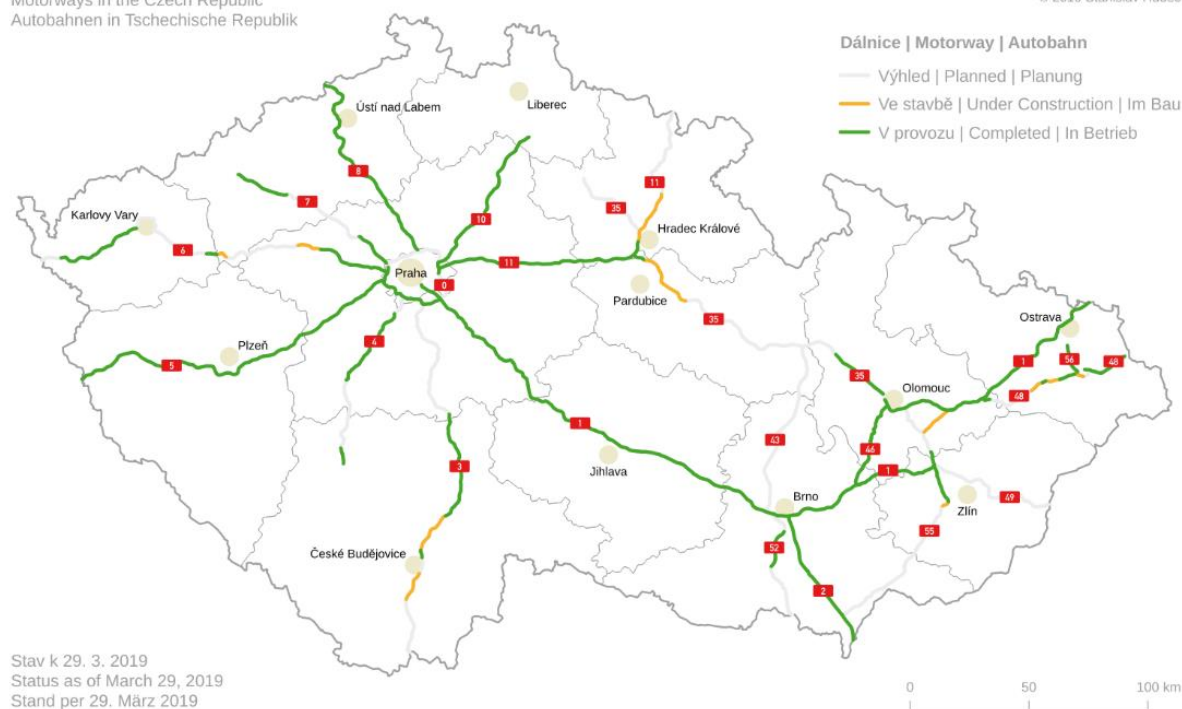 Motorways in the Czech Republic
Autobahnen in Tschechische Republik
Dálnice | Motorway | Autobahn
Výhled | Planned | Planung
Ve stavbě | Under Construction | Im Bau
V provozu | Completed | In Betrieb
Ústí nad Labem
Liberec
8
11
7
35
Karlovy Vary
10
Hradec Králové
6
11
Praha
0
Pardubice
35
Ostrava
4
Plzeň
5
1
56
48
35
Olomouc
48
1
43
46
Jihlava
3
1
Brno
49
Zlín
55
52
České Budějovice
2
Stav k 29. 3. 2019
Status as of March 29, 2019
Stand per 29. März 2019
0
50
100 km